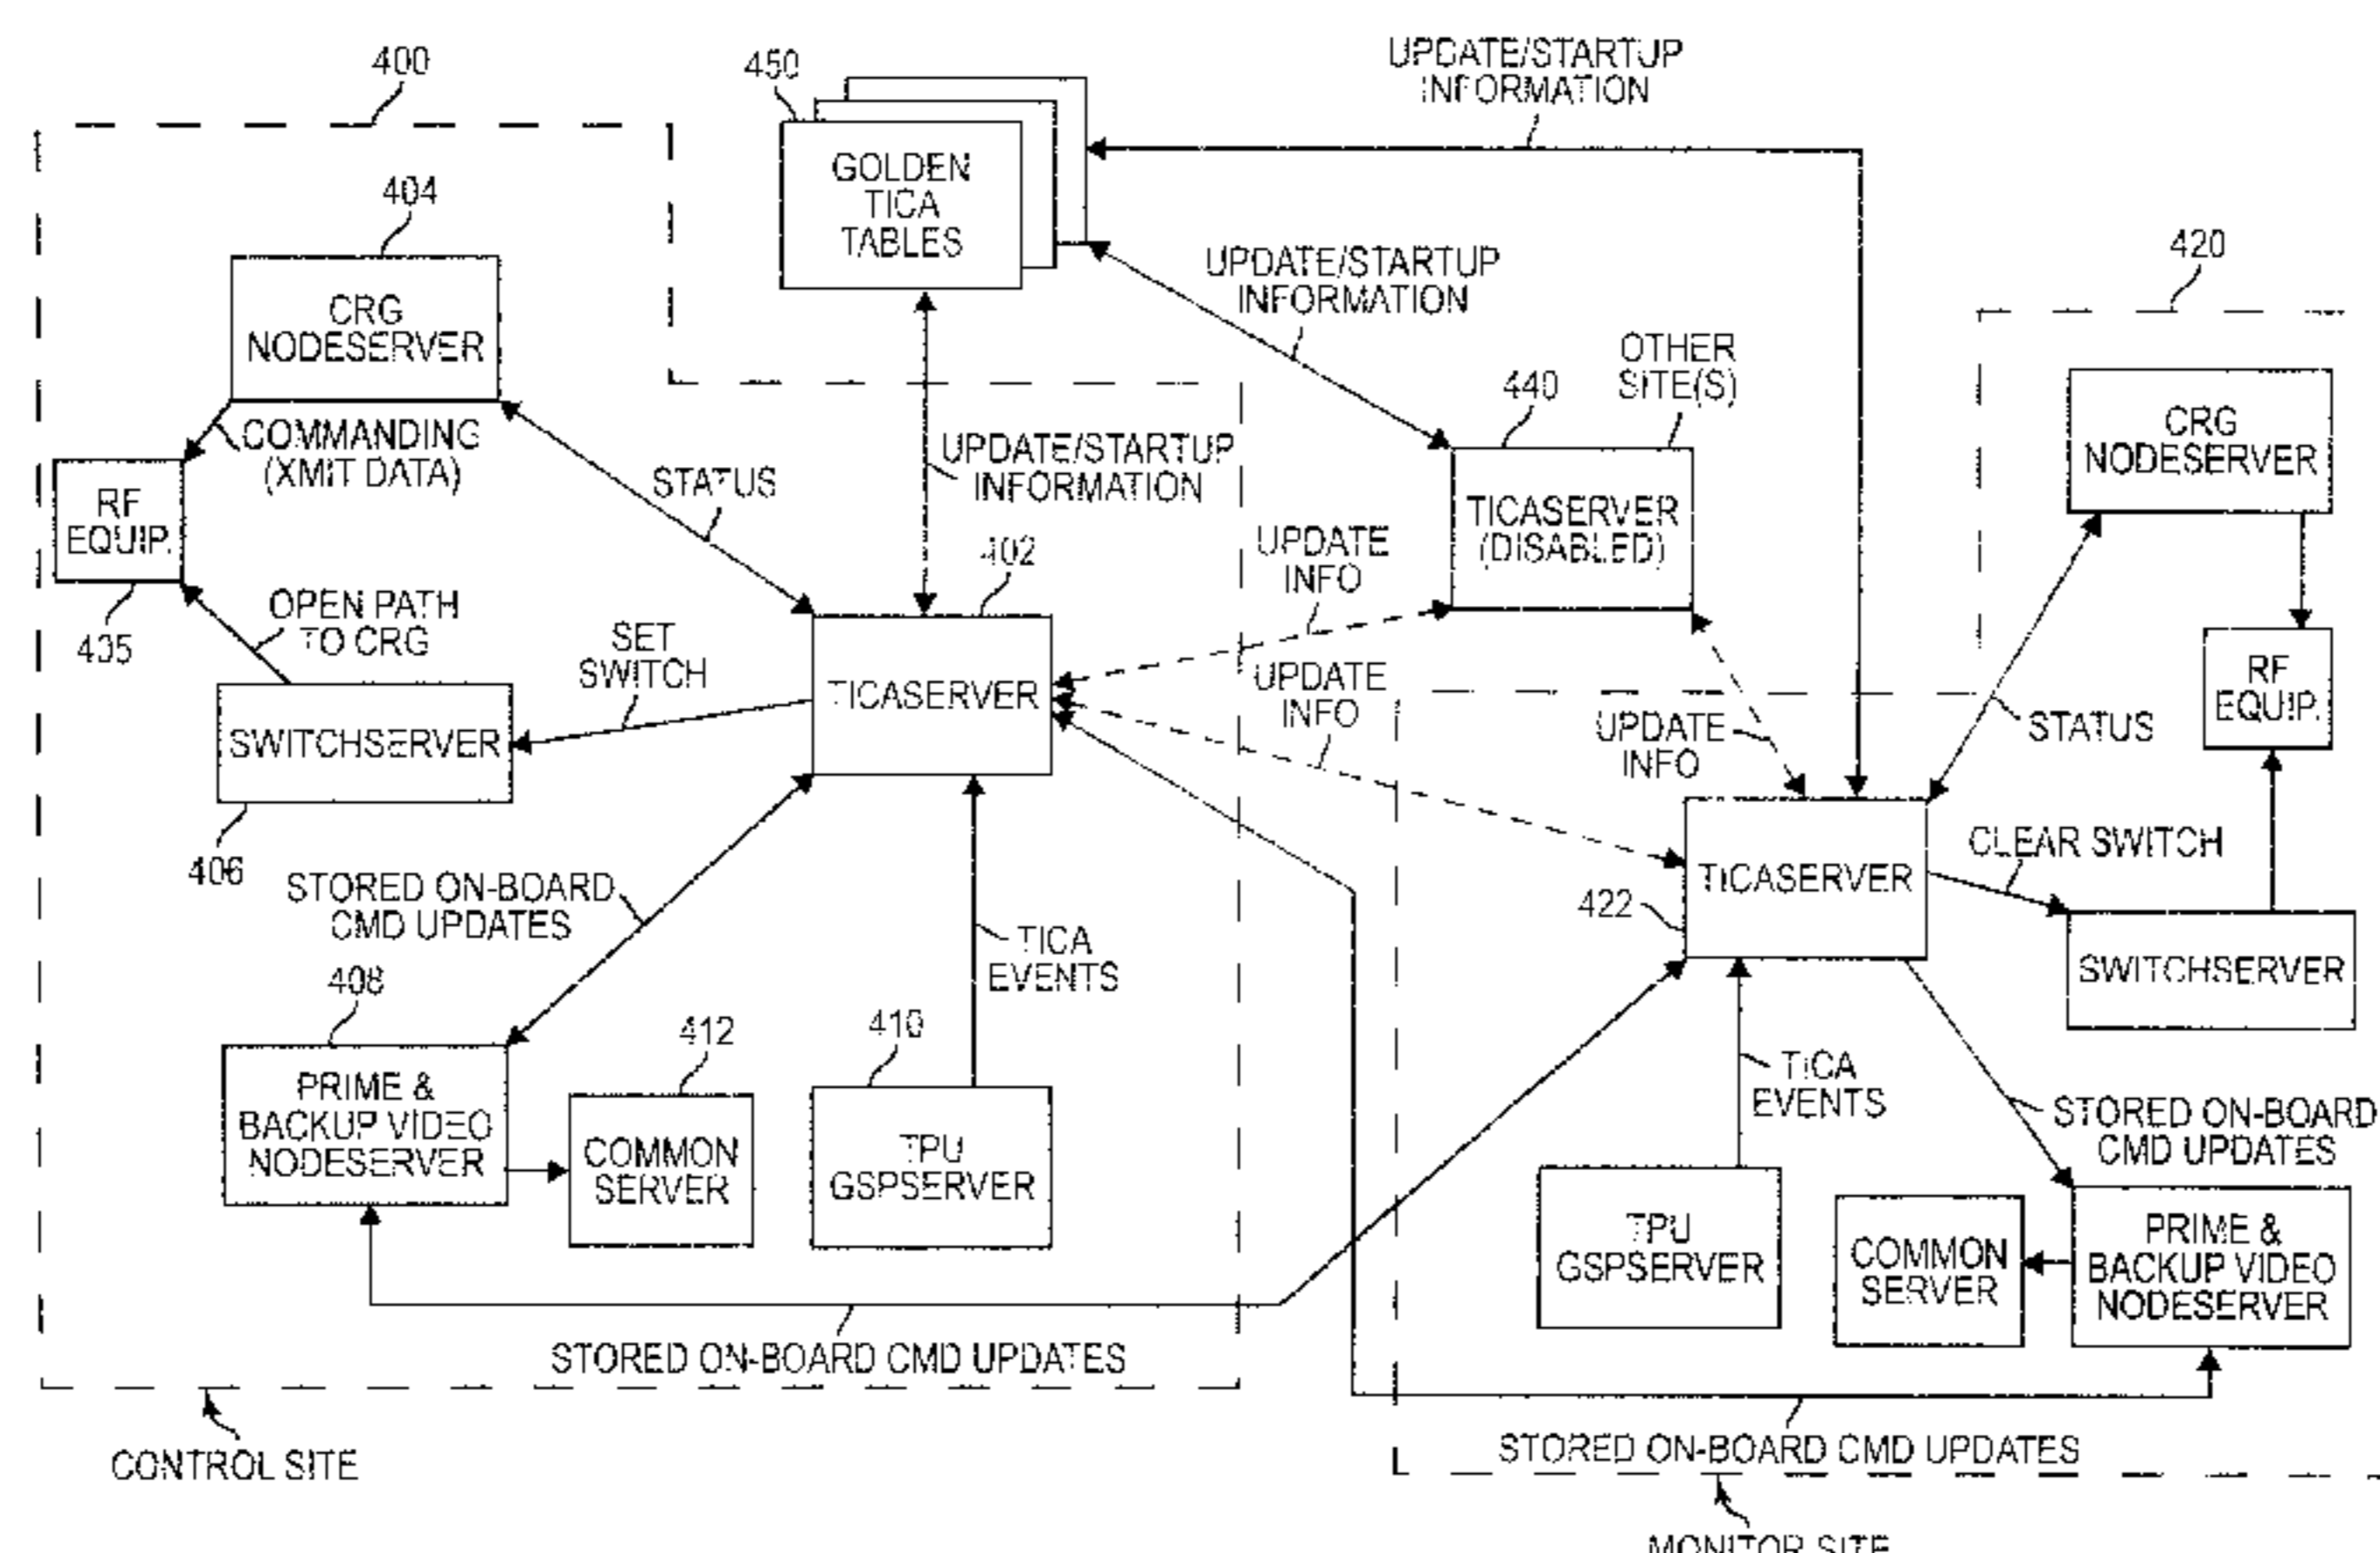 400
450
UPDATE/STARTUP
INFORMATION
GOLDEN
TICA
TABLES
404
CRG
NODESERVER
UPDATE/STARTUP
INFORMATION
420
COMMANDING
(XMIT DATA)
RF
EQUIP.
435
STATUS
UPDATE/STARTUP
INFORMATION
OTHER
SITE(S)
440
TICASERVER
(DISABLED)
CRG
NODESERVER
OPEN PATH
TO CRG
402
UPDATE
INFO
SET
SWITCH
TICASERVER
UPDATE
INFO
RF
EQUIP.
SWITCHSERVER
406
UPDATE
INFO
STATUS
STORED ON-BOARD
CMD UPDATES
TICA
EVENTS
422
TICASERVER
CLEAR SWITCH
SWITCHSERVER
408
PRIME &
BACKUP VIDEO
NODESERVER
412
COMMON
SERVER
410
TPU
GSPSERVER
TICA
EVENTS
STORED ON-BOARD
CMD UPDATES
TPU
GSPSERVER
COMMON
SERVER
PRIME &
BACKUP VIDEO
NODESERVER
STORED ON-BOARD CMD UPDATES
STORED ON-BOARD CMD UPDATES
CONTROL SITE
MONITOR SITE